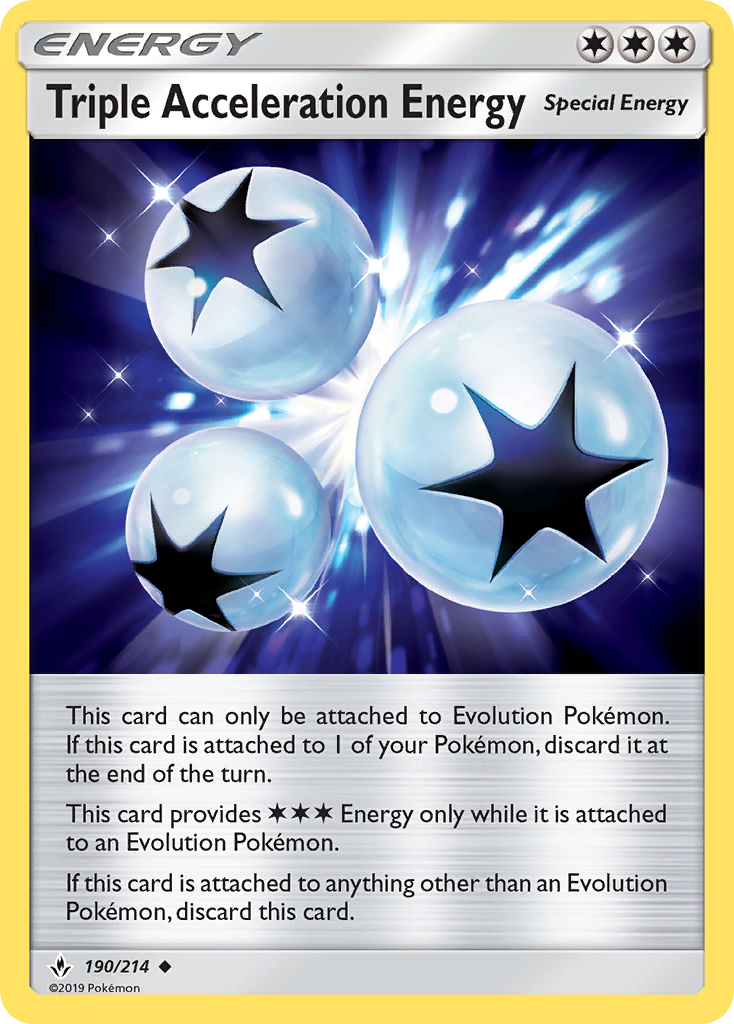 ENERGY
Triple Acceleration Energy Special Energy
This card can only be attached to Evolution Pokémon.
If this card is attached to 1 of your Pokémon, discard it at
the end of the turn.
This card provides ✶✶✶ Energy only while it is attached
to an Evolution Pokémon.
If this card is attached to anything other than an Evolution
Pokémon, discard this card.
190/214 ◆
©2019 Pokémon